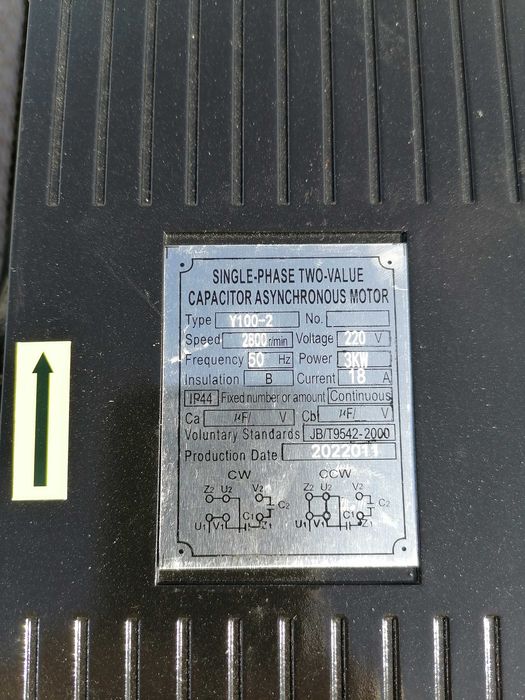 SINGLE-PHASE TWO-VALUE
CAPACITOR ASYNCHRONOUS MOTOR
Type Y100-2 No.
Speed 2800 r/min Voltage 220 V
Frequency 50 Hz Power 3KW
Insulation B Current 18 A
IP44 Fixed number or amount Continuous
Ca μF/ V Cb μF/ V
Voluntary Standards JB/T9542-2000
Production Date 2022011
CW CCW
Z2 U2 V2 Z2 U2 V2
C2 C2
U1 V1 C1 Z1 U1 V1 C1 Z1